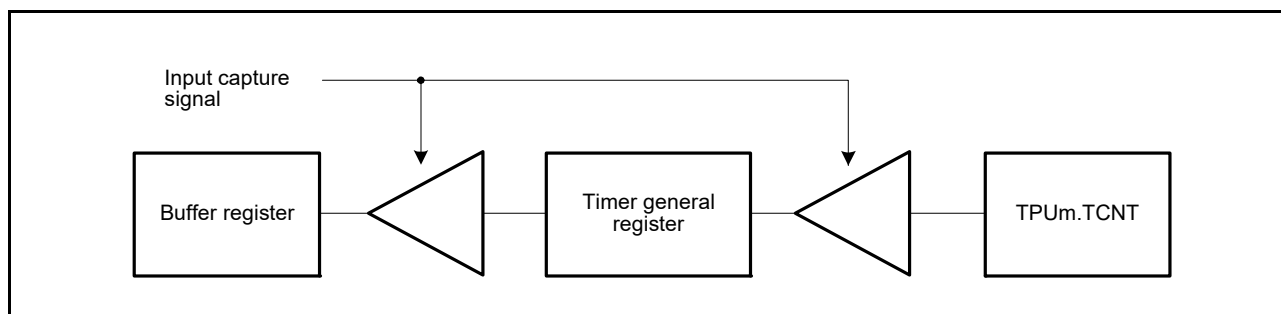 Input capture
signal
Buffer register
Timer general
register
TPUm.TCNT